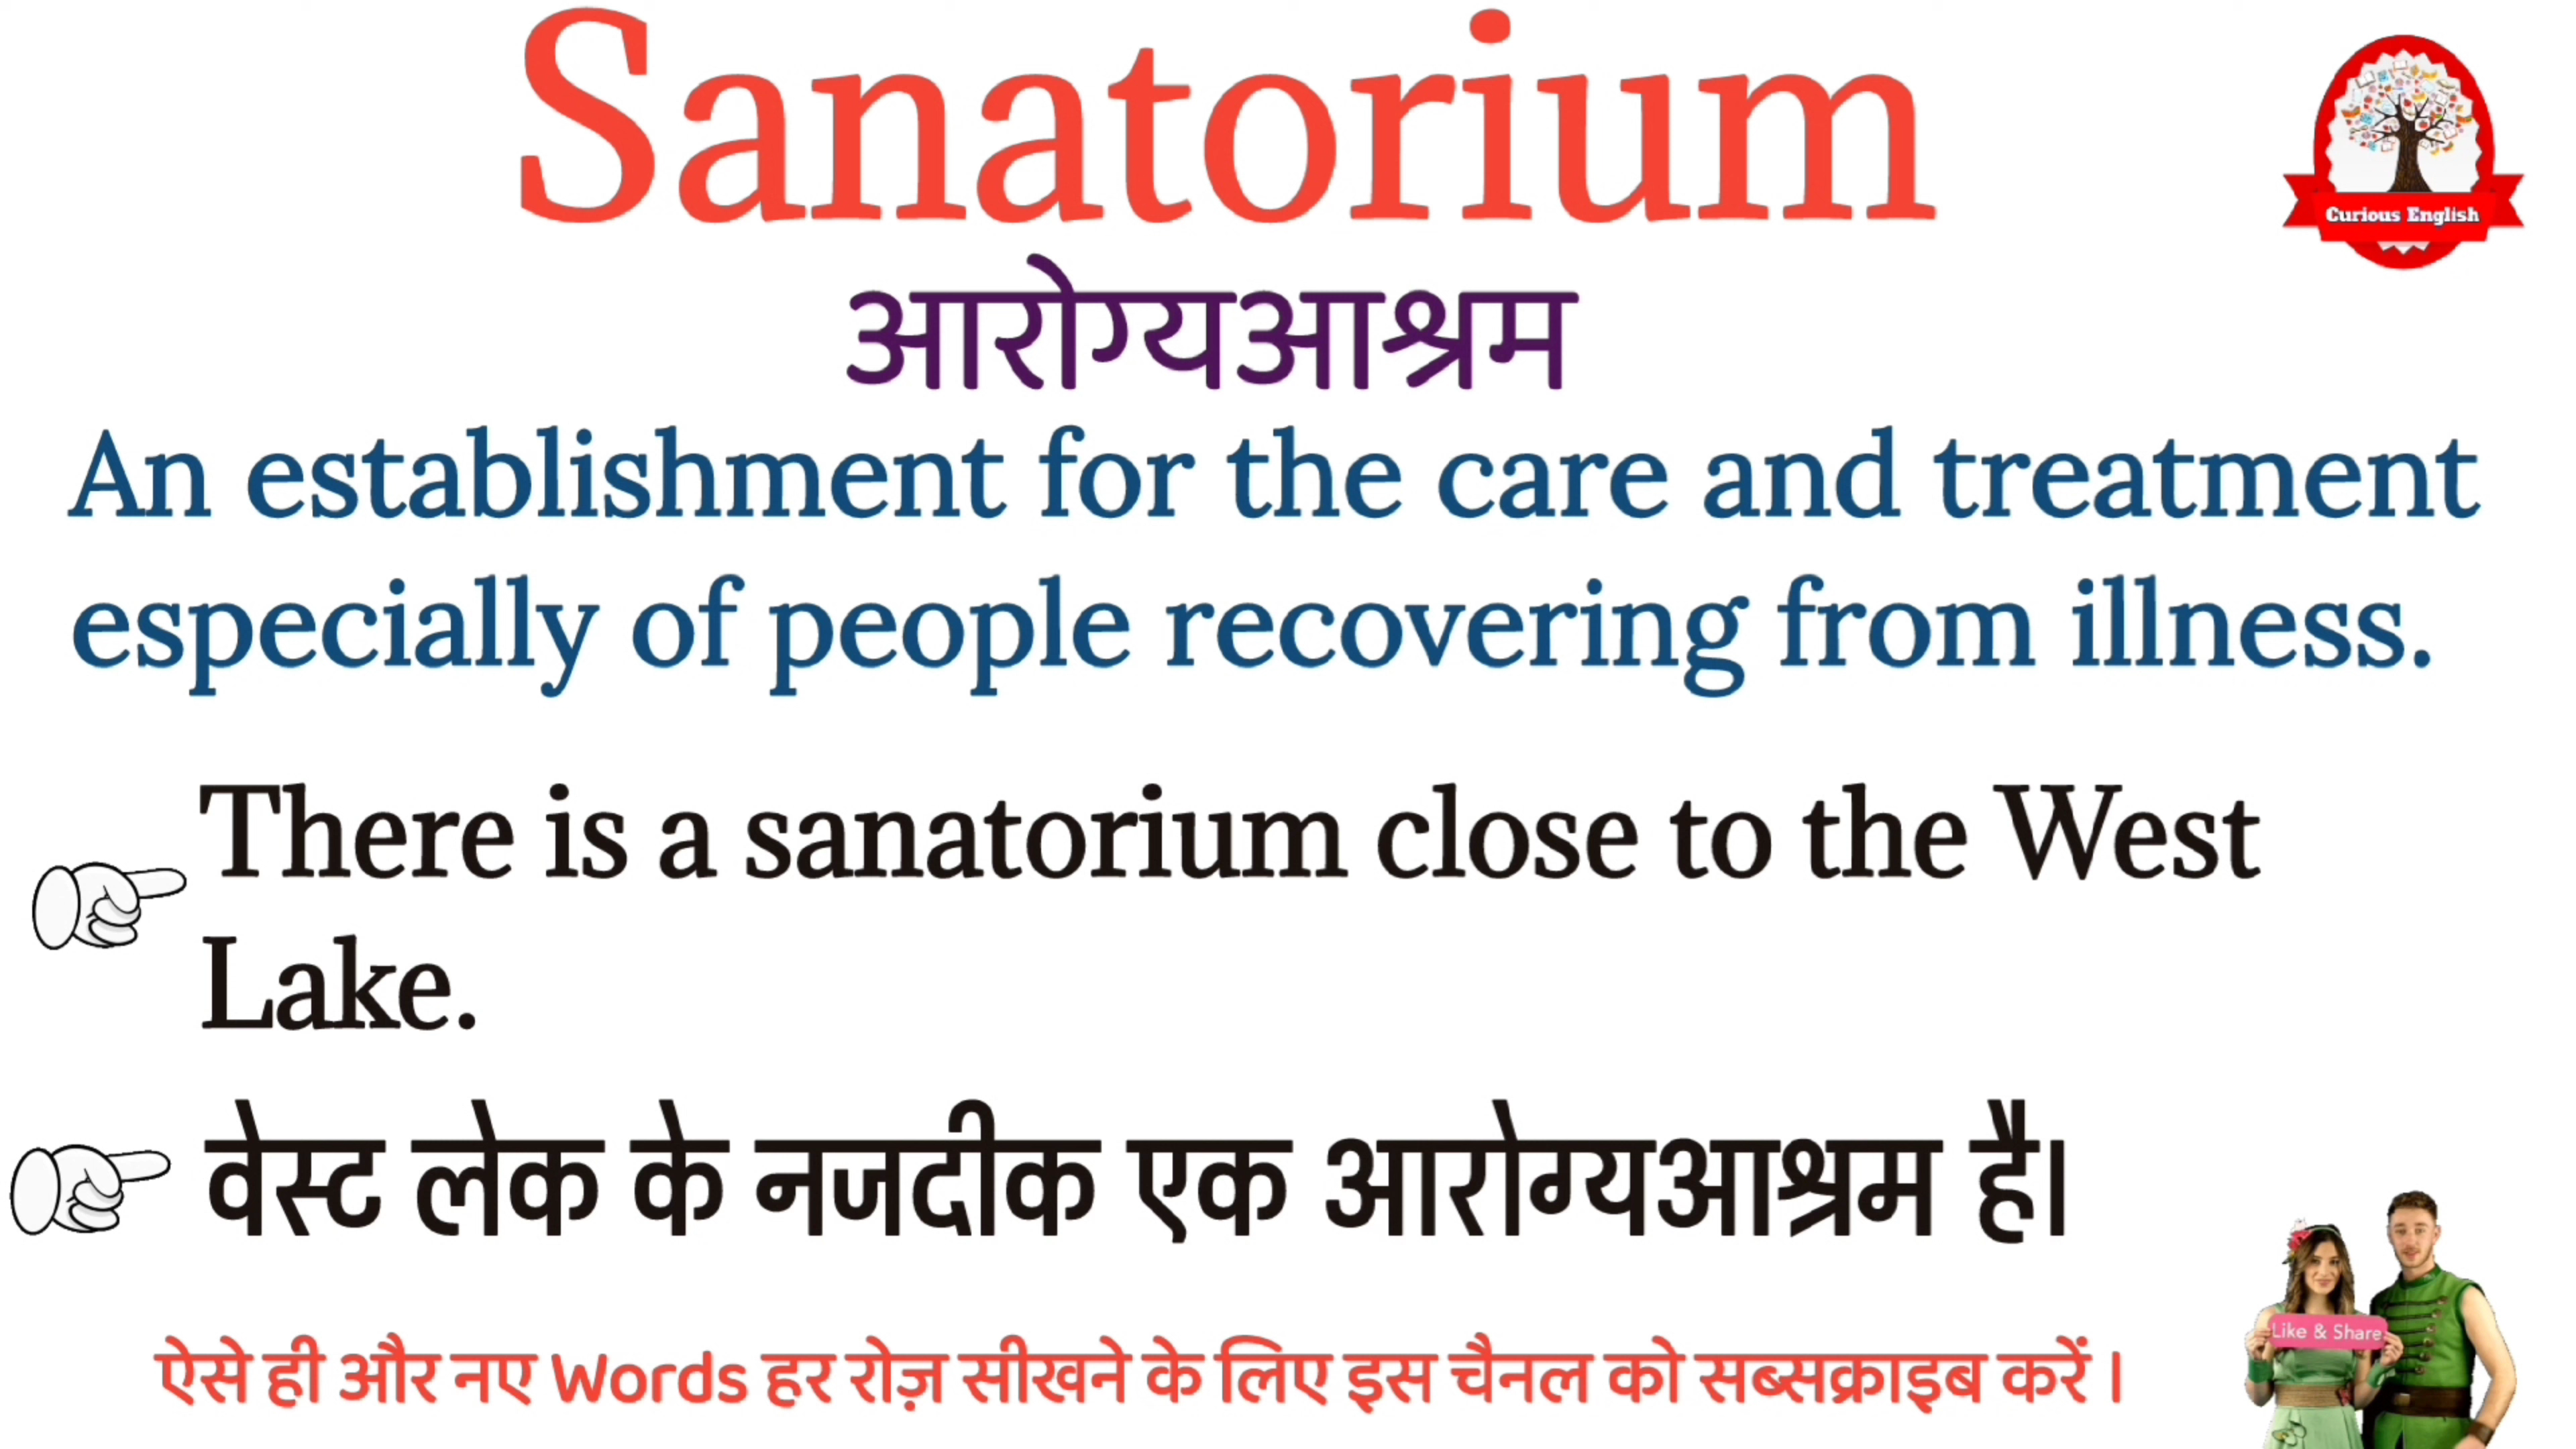 Sanatorium
Curious English
आरोग्यआश्रम
An establishment for the care and treatment
especially of people recovering from illness.
There is a sanatorium close to the West
Lake.
वेस्ट लेक के नजदीक एक आरोग्यआश्रम है।
Like & Share
ऐसे ही और नए Words हर रोज़ सीखने के लिए इस चैनल को सब्सक्राइब करें।